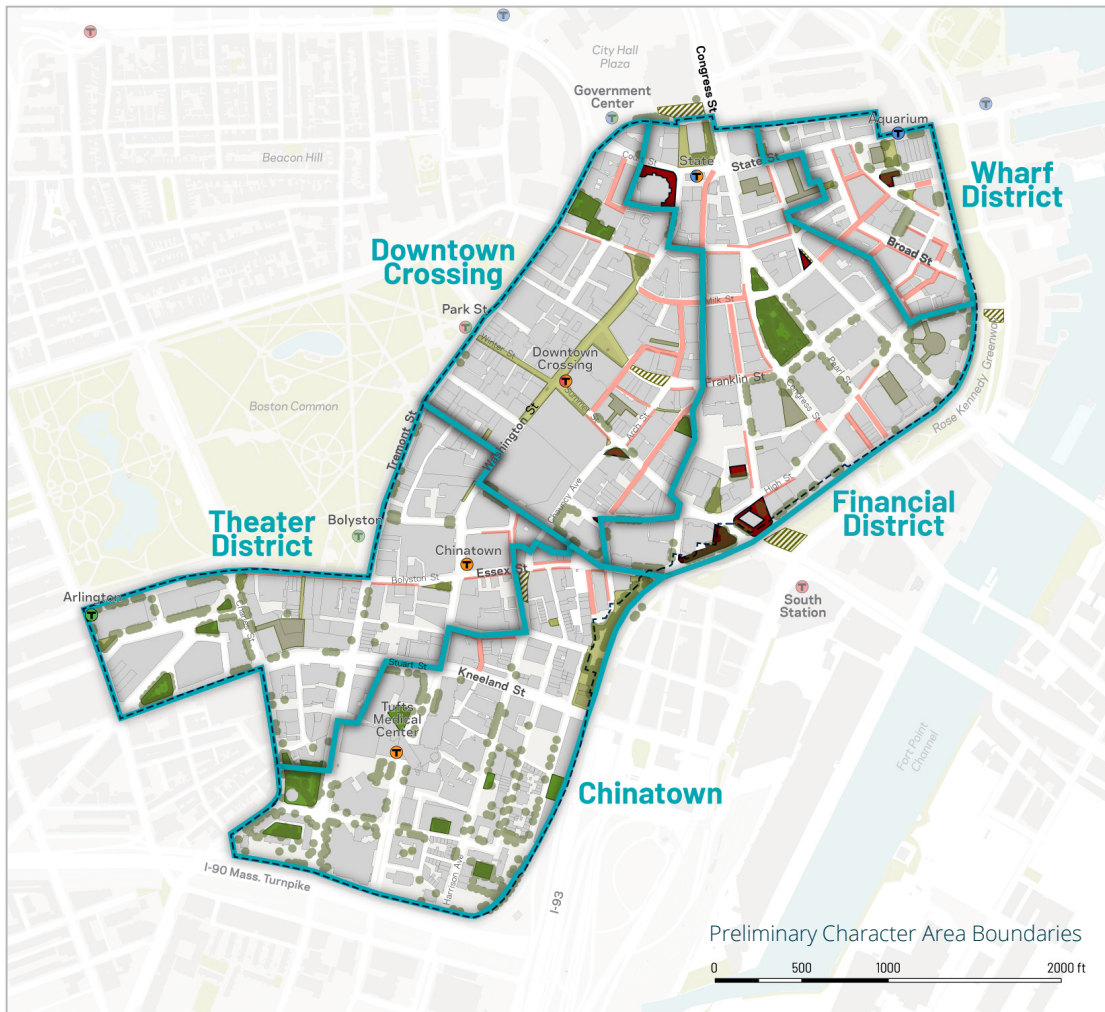 City Hall
Plaza
Congress St
Government
Center
Aquarium
Beacon Hill
State
State St
Wharf
District
Downtown
Crossing
Broad St
Park St
Milk St
Winter St
Downtown
Crossing
Franklin St
Pearl St
Congress St
Rose Kennedy Greenway
Boston Common
Tremont St
Washington St
Arch St
Chauncy Ave
High St
Financial
District
Theater
District
Bolyston
Chinatown
Essex St
Bolyston St
Arlington
Charles St
South
Station
Stuart St
Kneeland St
Tufts
Medical
Center
Fort Point
Channel
Chinatown
Harrison Ave
I-90 Mass. Turnpike
I-93
Preliminary Character Area Boundaries
0 500 1000 2000 ft
T
T
T
T
T
T
T
T
T
T
T
T
T